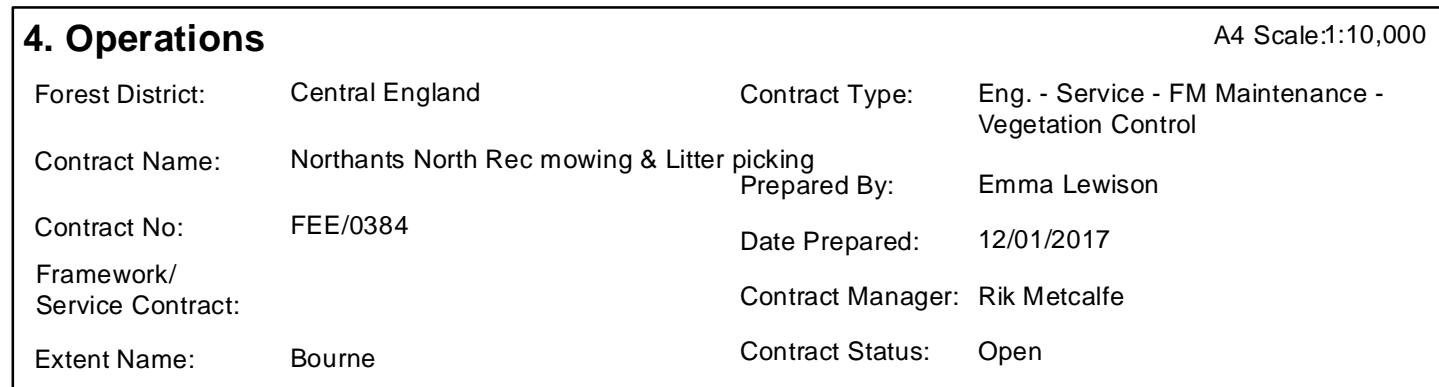 4. Operations
A4 Scale:1:10,000
Forest District: Central England
Contract Type: Eng. - Service - FM Maintenance -
Vegetation Control
Contract Name: Northants North Rec mowing & Litter picking
Prepared By: Emma Lewison
Contract No: FEE/0384
Date Prepared: 12/01/2017
Framework/
Service Contract:
Contract Manager: Rik Metcalfe
Extent Name: Bourne
Contract Status: Open